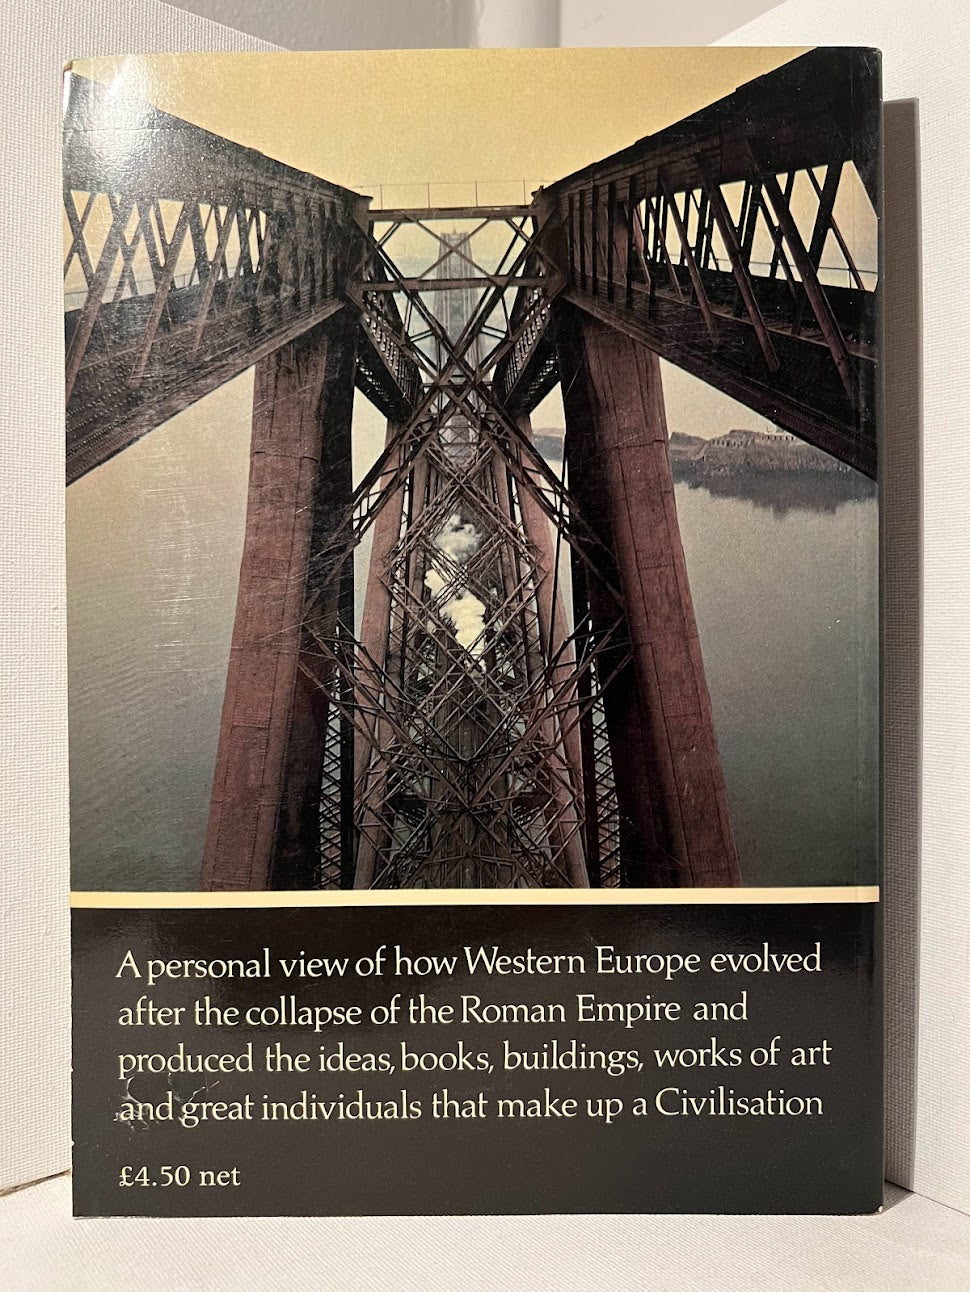 A personal view of how Western Europe evolved
after the collapse of the Roman Empire and
produced the ideas, books, buildings, works of art
and great individuals that make up a Civilisation
£4.50 net